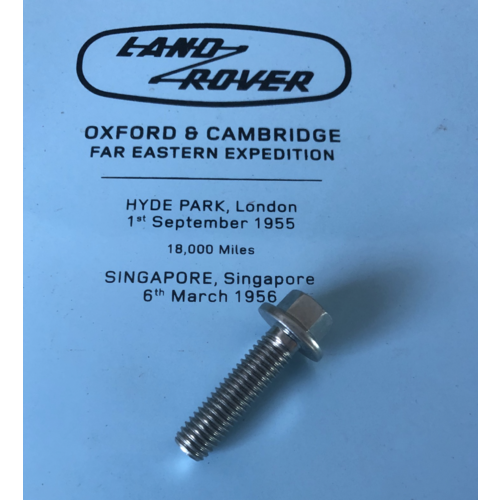 LAND
ROVER
OXFORD & CAMBRIDGE
FAR EASTERN EXPEDITION
HYDE PARK, London
1st September 1955
18,000 Miles
SINGAPORE, Singapore
6th March 1956